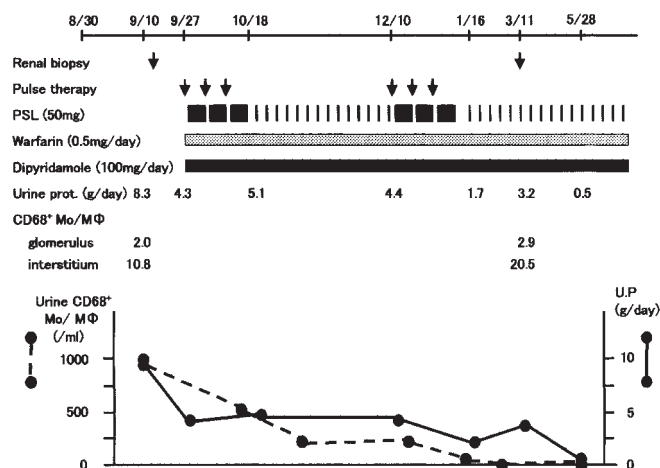 8/30 9/10 9/27 10/18 12/10 1/16 3/11 5/28
Renal biopsy
Pulse therapy
PSL (50mg)
Warfarin (0.5mg/day)
Dipyridamole (100mg/day)
Urine prot. (g/day) 8.3 4.3 5.1 4.4 1.7 3.2 0.5
CD68⁺ Mo/MΦ
glomerulus 2.0 2.9
interstitium 10.8 20.5
Urine CD68⁺
Mo/ MΦ
(/ml)
U.P
(g/day)
1000 10
500 5
0 0